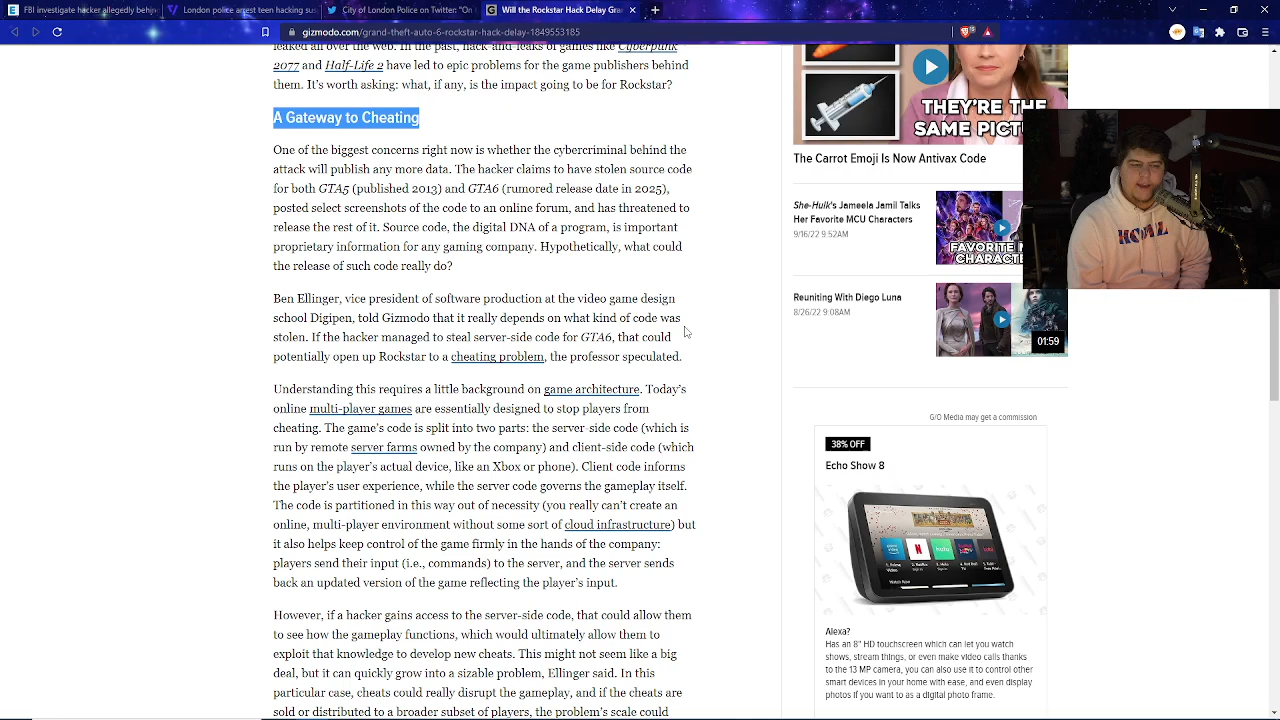 FBI investigate hacker allegedly behin
London police arrest teen hacking sus
City of London Police on Twitter: "On
Will the Rockstar Hack Delay Gra
gizmodo.com/grand-theft-auto-6-rockstar-hack-delay-1849553185
leaked all over the web. In the past, hacks and leaks of games like Cyberpunk
and Half-Life 2 have led to epic problems for the game publishers behind
them. It's worth asking: what, if any, is the impact going to be for Rockstar?
A Gateway to Cheating
One of the biggest concerns right now is whether the cybercriminal behind the
attack will publish any more data. The hacker claims to have stolen source code
for both GTA5 (published 2013) and GTA6 (rumored release date in 2025),
posted select screenshots of the code to an online forum, and has threatened to
release the rest of it. Source code, the digital DNA of a program, is important
proprietary information for any gaming company. Hypothetically, what could
the release of such code really do?
Ben Ellinger, the president of software production at the video game design
school Digipen, told Gizmodo that it really depends on what kind of code was
stolen. If the hacker managed to steal server-side code for GTA6, that could
potentially open up Rockstar to a cheating problem, the professor speculated.
Understanding this requires a little background on game architecture. Today's
online multi-player games are essentially designed to stop players from
cheating. The game's code is split into two parts: the server-side code (which is
run by remote server farms owned by the company) and client-side code (which
runs on the player's actual device, like an Xbox or phone). Client code informs
the player's user experience, while the server code governs the gameplay itself.
The code is partitioned in this way out of necessity (you can't create an
online, multi-player environment without some sort of cloud infrastructure) but
it also helps keep control of the game firmly in the hands of the company.
players send their input (i.e., commands) to the server and the server sends
back an updated version of the game reflecting the player's input.
However, if a hacker gains access to the server-side code, that could allow them
to see how the gameplay functions, which would ultimately allow them to
exploit that knowledge to develop new cheats. This might not seem like a big
deal, but it can quickly grow into a sizable problem, Ellinger said. In this
particular case, cheats could really disrupt the gameplay, and if the cheats are
sold or distributed to a broader subset of players, the problem's scale could
THEY'RE THE
SAME PICTU
The Carrot Emoji Is Now Antivax Code
She-Hulk's Jameela Jamil Talks
Her Favorite MCU Characters
9/16/22 9:52AM
FAVORITE M
CHARACTE
Reuniting With Diego Luna
8/26/22 9:08AM
01:59
G/O Media may get a commission
38% OFF
Echo Show 8
Alexa?
Has an 8" HD touchscreen which can let you watch
shows, stream things, or even make video calls thanks
to the 13 MP camera, you can also use it to control other
smart devices in your home with ease, and even display
photos if you want to as a digital photo frame.